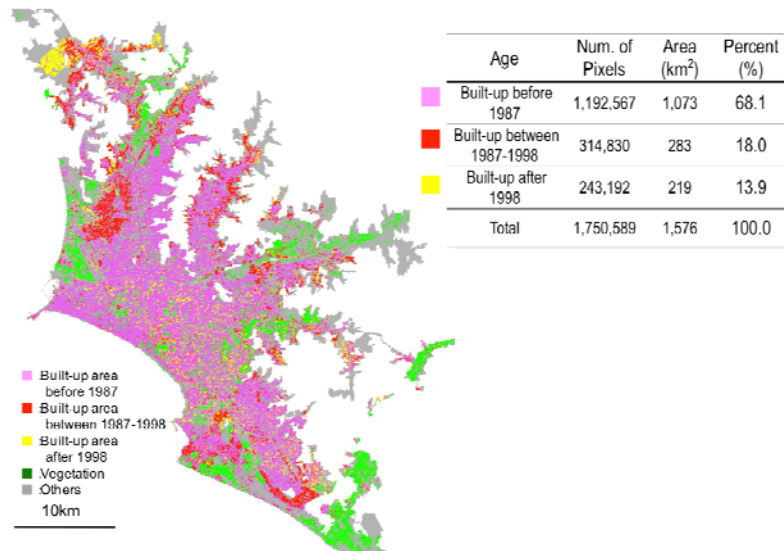 Age Num. of Pixels Area (km²) Percent (%)
Built-up before 1987 1,192,567 1,073 68.1
Built-up between 1987-1998 314,830 283 18.0
Built-up after 1998 243,192 219 13.9
Total 1,750,589 1,576 100.0
:Built-up area
before 1987
:Built-up area
between 1987-1998
:Built-up area
after 1998
:Vegetation
:Others
10km